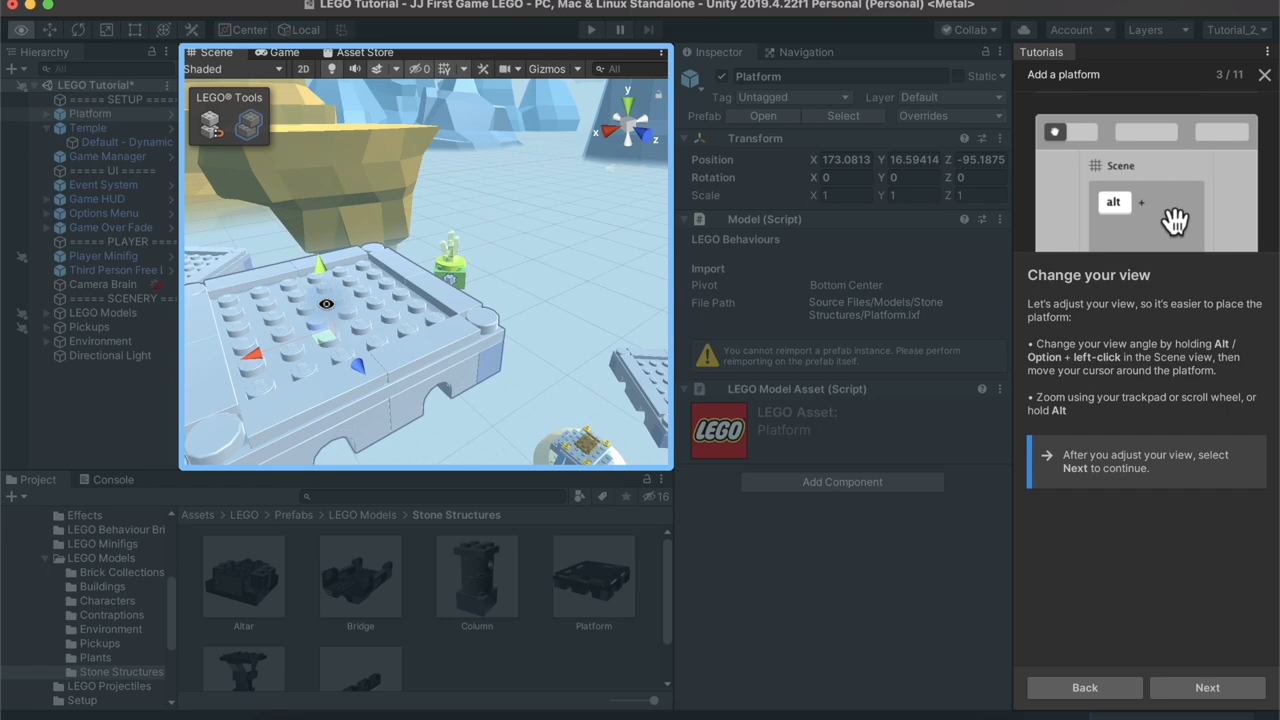 LEGO Tutorial - JJ First Game LEGO - PC, Mac & Linux Standalone - Unity 2019.4.22f1 Personal (Personal) <Metal>
Center
Local
Collab
Account
Layers
Tutorial_2_
Hierarchy
All
LEGO Tutorial*
===== SETUP =====
Platform
Temple
Default - Dynamic
Game Manager
===== UI =====
Event System
Game HUD
Options Menu
Game Over Fade
===== PLAYER ====
Player Minifig
Third Person Free L
Camera Brain
===== SCENERY ===
LEGO Models
Pickups
Environment
Directional Light
Scene
Game
Asset Store
Shaded
2D
0
Gizmos
All
LEGO® Tools
y
x
z
Inspector
Navigation
Platform
Static
Tag
Untagged
Layer
Default
Prefab
Open
Select
Overrides
Transform
Position
X 173.0813 Y 16.59414 Z -95.1875
Rotation
X 0 Y 0 Z 0
Scale
X 1 Y 1 Z 1
Model (Script)
LEGO Behaviours
Import
Pivot
Bottom Center
File Path
Source Files/Models/Stone
Structures/Platform.lxf
You cannot reimport a prefab instance. Please perform
reimporting on the prefab itself.
LEGO Model Asset (Script)
LEGO
LEGO Asset:
Platform
Add Component
Tutorials
Add a platform
3 / 11
Scene
alt +
Change your view
Let's adjust your view, so it's easier to place the
platform:
• Change your view angle by holding Alt /
Option + left-click in the Scene view, then
move your cursor around the platform.
• Zoom using your trackpad or scroll wheel, or
hold Alt
After you adjust your view, select
Next to continue.
Back
Next
Project
Console
16
Effects
LEGO Behaviour Bri
LEGO Minifigs
LEGO Models
Brick Collections
Buildings
Characters
Contraptions
Environment
Pickups
Plants
Stone Structures
LEGO Projectiles
Setup
Assets > LEGO > Prefabs > LEGO Models > Stone Structures
Altar
Bridge
Column
Platform